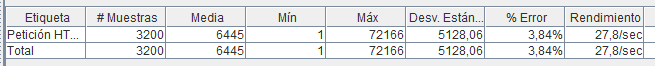 Etiqueta # Muestras Media Mín Máx Desv. Están... % Error Rendimiento
Petición HT... 3200 6445 1 72166 5128,06 3,84% 27,8/sec
Total 3200 6445 1 72166 5128,06 3,84% 27,8/sec